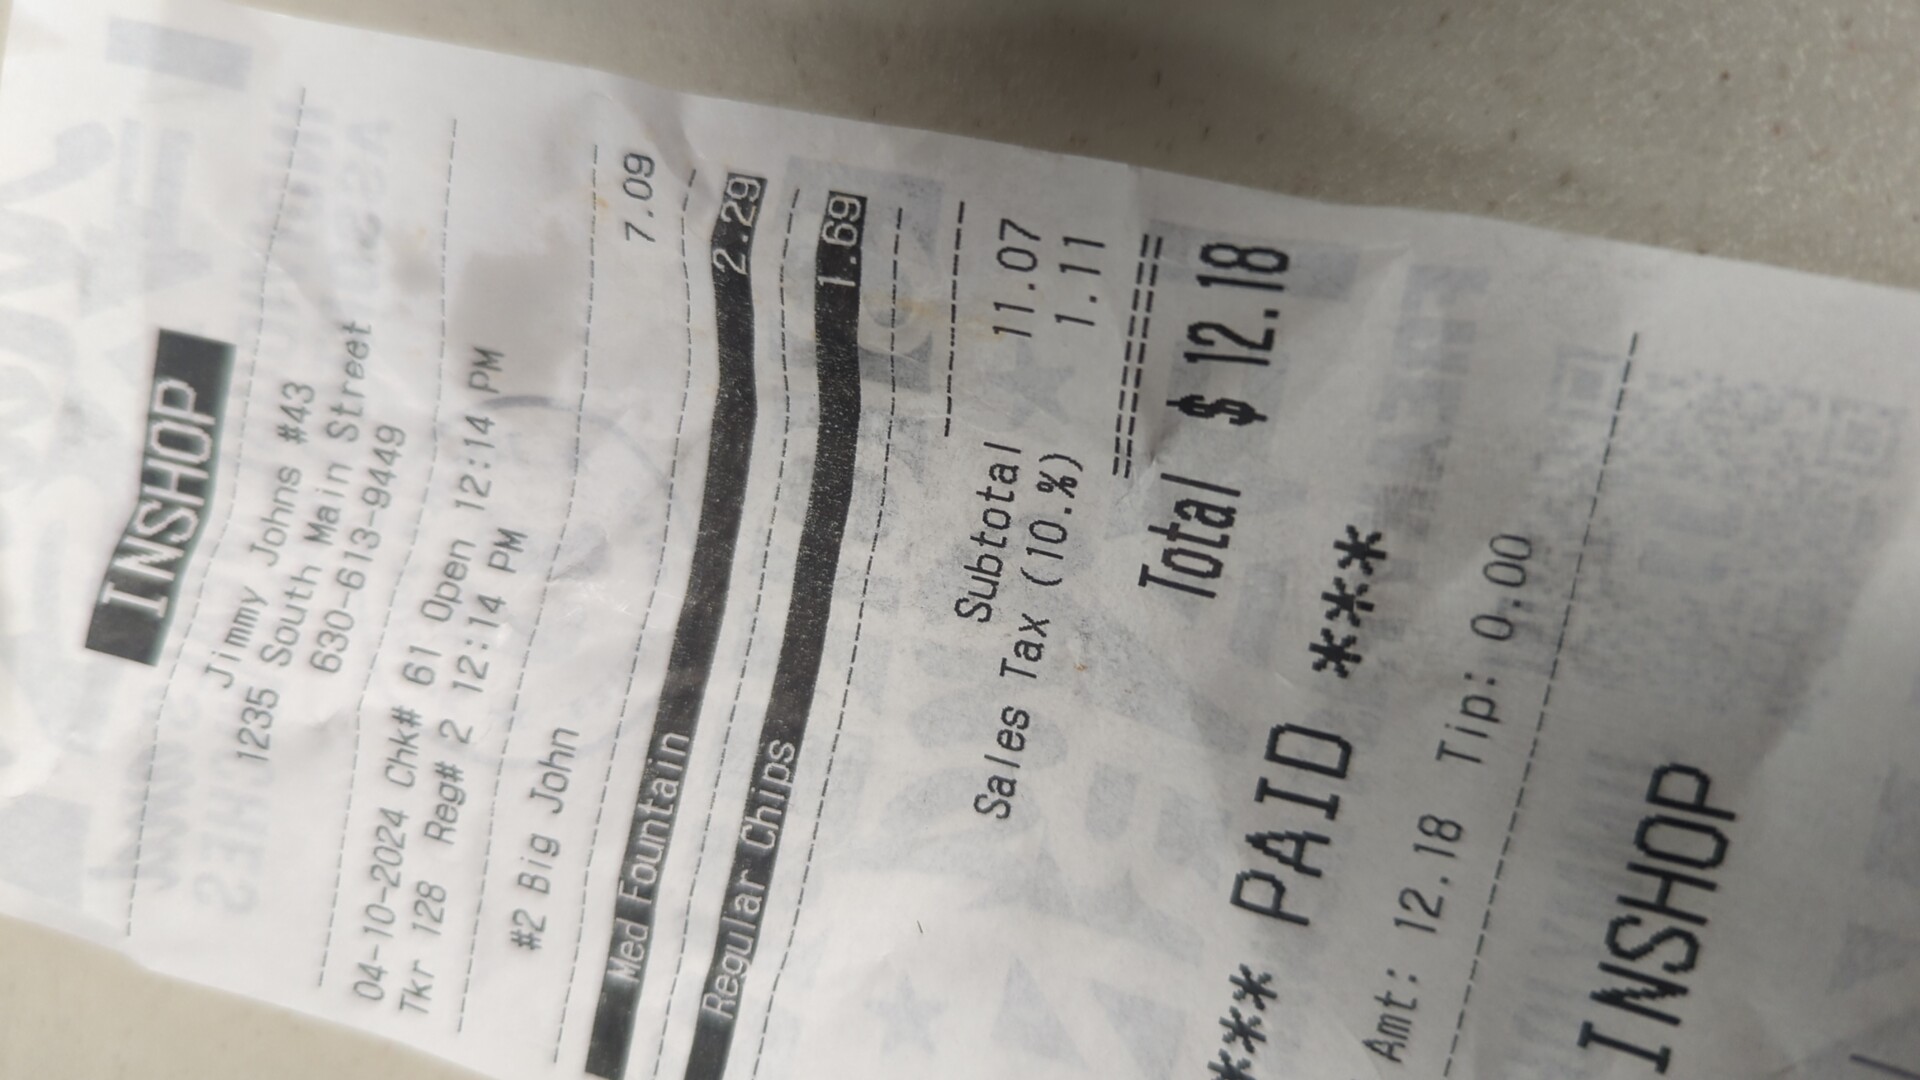 INSHOP
Jimmy Johns #43
1235 South Main Street
630-613-9449
04-10-2024 Chk# 61 Open 12:14 PM
Tkr 128 Reg# 2 12:14 PM
#2 Big John 7.09
Med Fountain 2.29
Regular Chips 1.69
Subtotal 11.07
Sales Tax (10.%) 1.11
Total $ 12.18
*** PAID ***
Amt: 12.18 Tip: 0.00
INSHOP